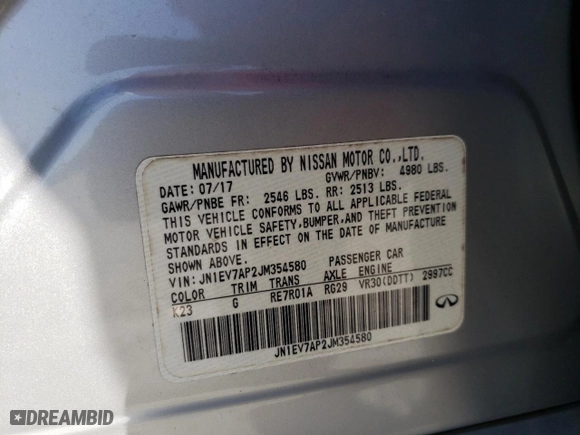 MANUFACTURED BY NISSAN MOTOR CO.,LTD.
DATE: 07/17 GVWR/PNBV: 4980 LBS.
GAWR/PNBE FR: 2546 LBS. RR: 2513 LBS.
THIS VEHICLE CONFORMS TO ALL APPLICABLE FEDERAL
MOTOR VEHICLE SAFETY,BUMPER,AND THEFT PREVENTION
STANDARDS IN EFFECT ON THE DATE OF MANUFACTURE
SHOWN ABOVE.
VIN: JN1EV7AP2JM354580 PASSENGER CAR
COLOR TRIM TRANS AXLE ENGINE
K23 G RE7R01A RG29 VR30(DDTT) 2997CC
JN1EV7AP2JM354580
DREAMBID